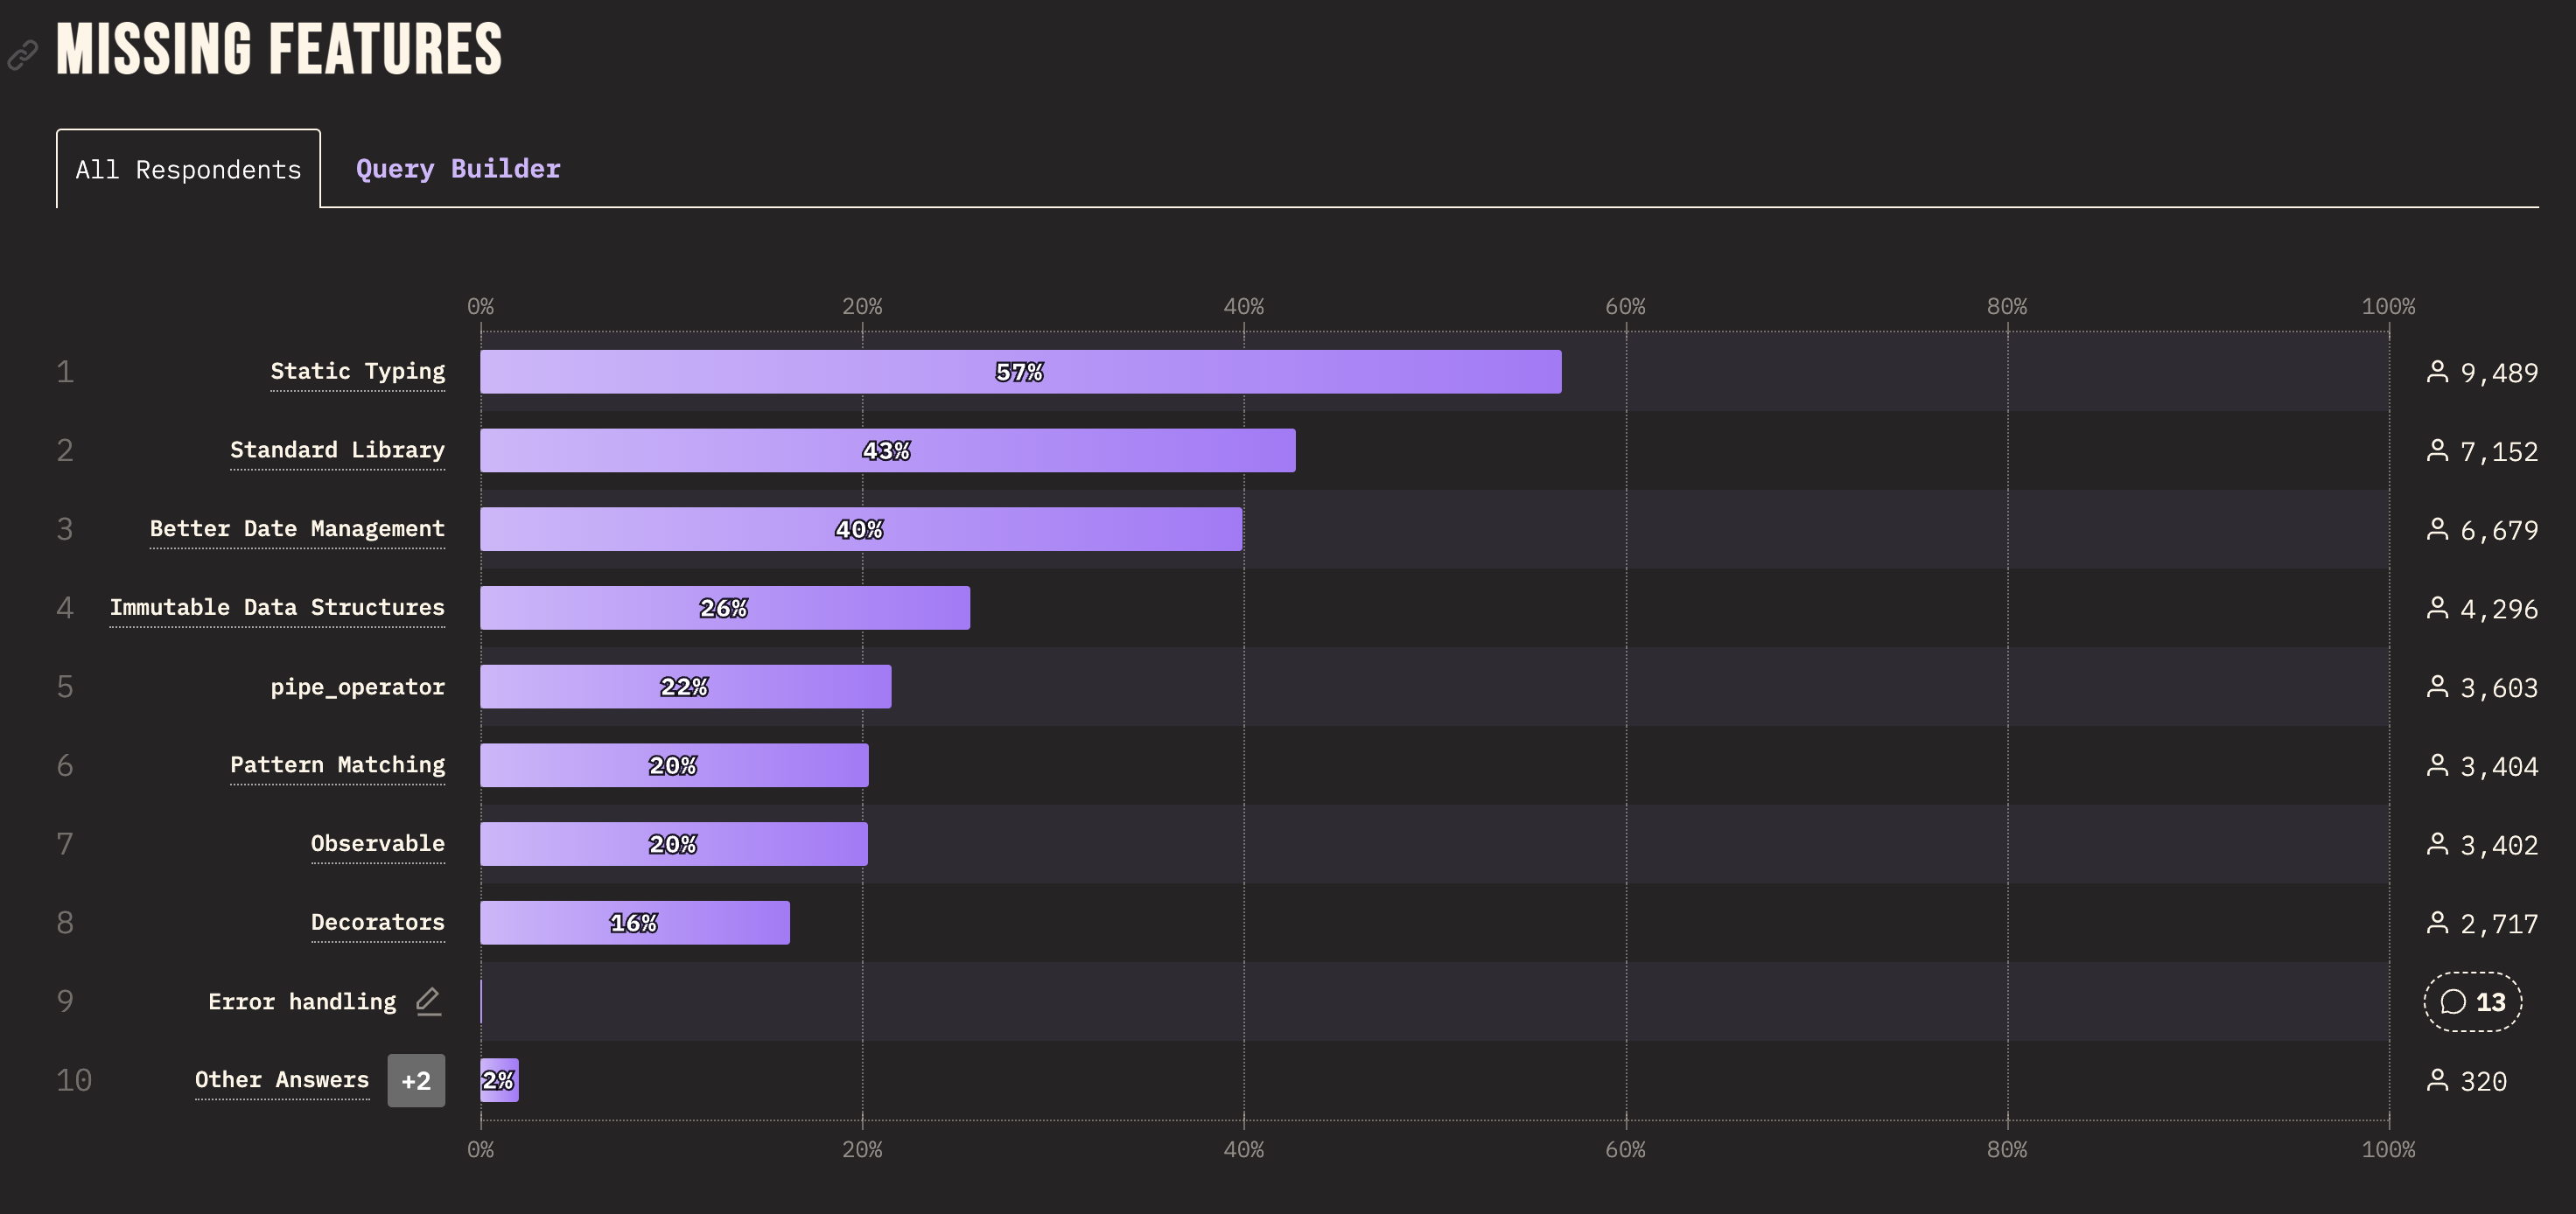 MISSING FEATURES
All Respondents Query Builder
0% 20% 40% 60% 80% 100%
1 Static Typing 57% 9,489
2 Standard Library 43% 7,152
3 Better Date Management 40% 6,679
4 Immutable Data Structures 26% 4,296
5 pipe_operator 22% 3,603
6 Pattern Matching 20% 3,404
7 Observable 20% 3,402
8 Decorators 16% 2,717
9 Error handling 13
10 Other Answers +2 2% 320
0% 20% 40% 60% 80% 100%